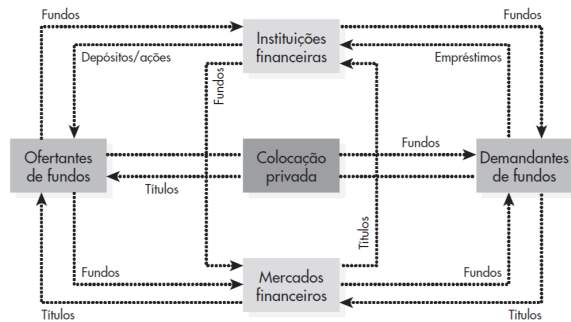 Fundos
Fundos
Instituições
financeiras
Depósitos/ações
Empréstimos
Fundos
Ofertantes
de fundos
Colocação
privada
Fundos
Demandantes
de fundos
Títulos
Títulos
Fundos
Mercados
financeiros
Fundos
Títulos
Títulos